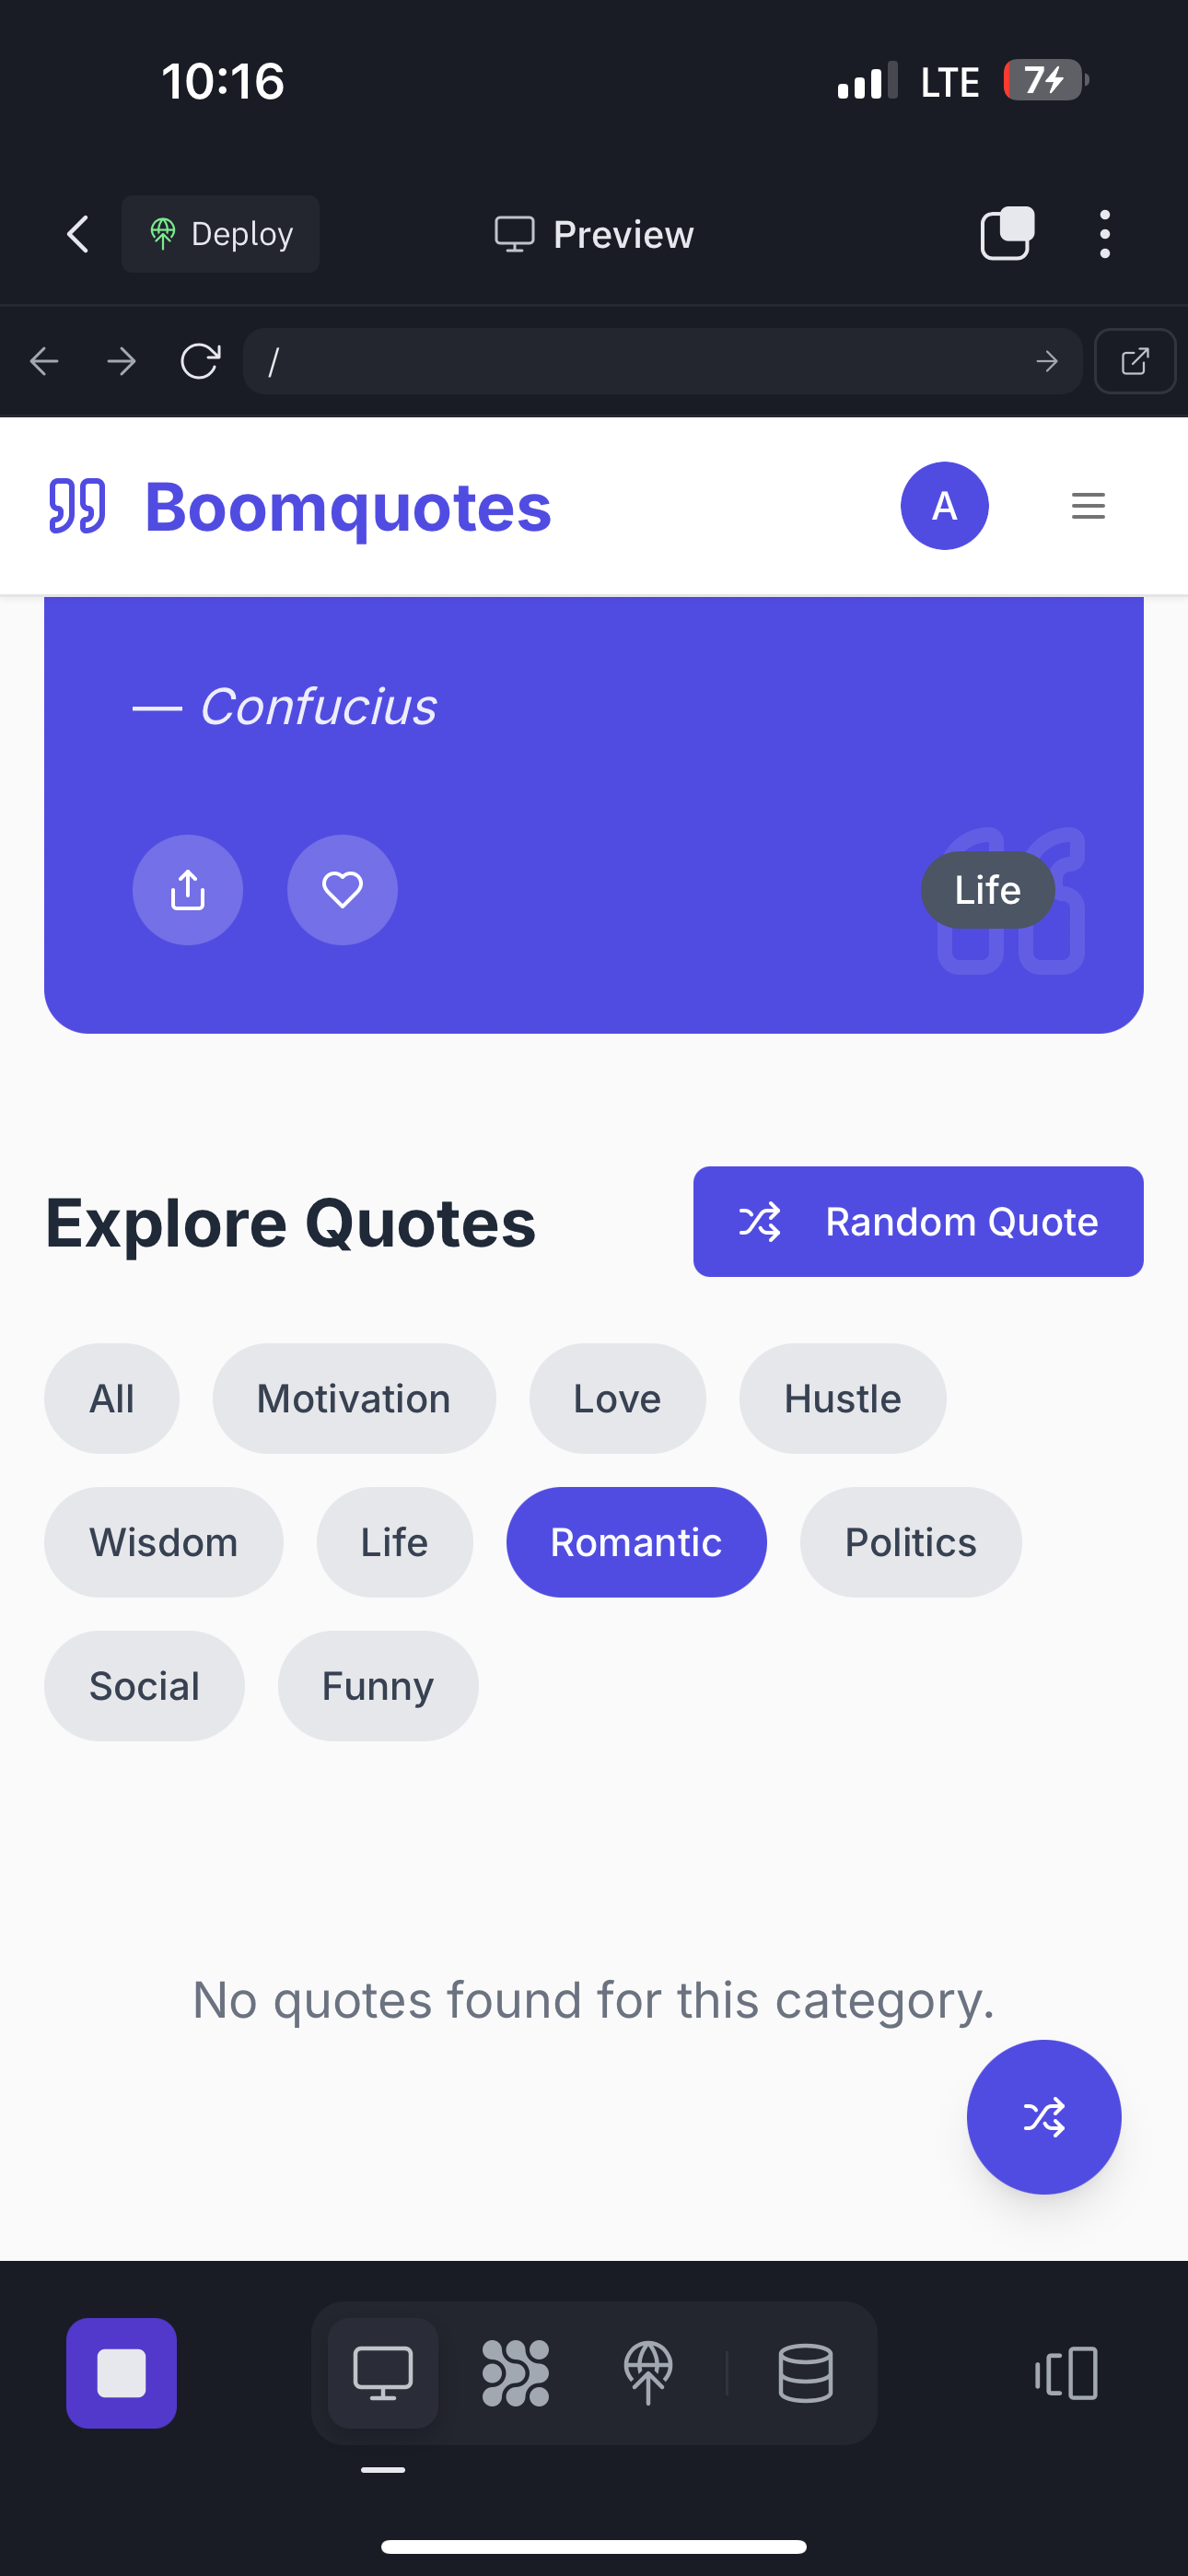 10:16 LTE 7
Deploy Preview
/
Boomquotes A
— Confucius
Life
Explore Quotes Random Quote
All Motivation Love Hustle
Wisdom Life Romantic Politics
Social Funny
No quotes found for this category.